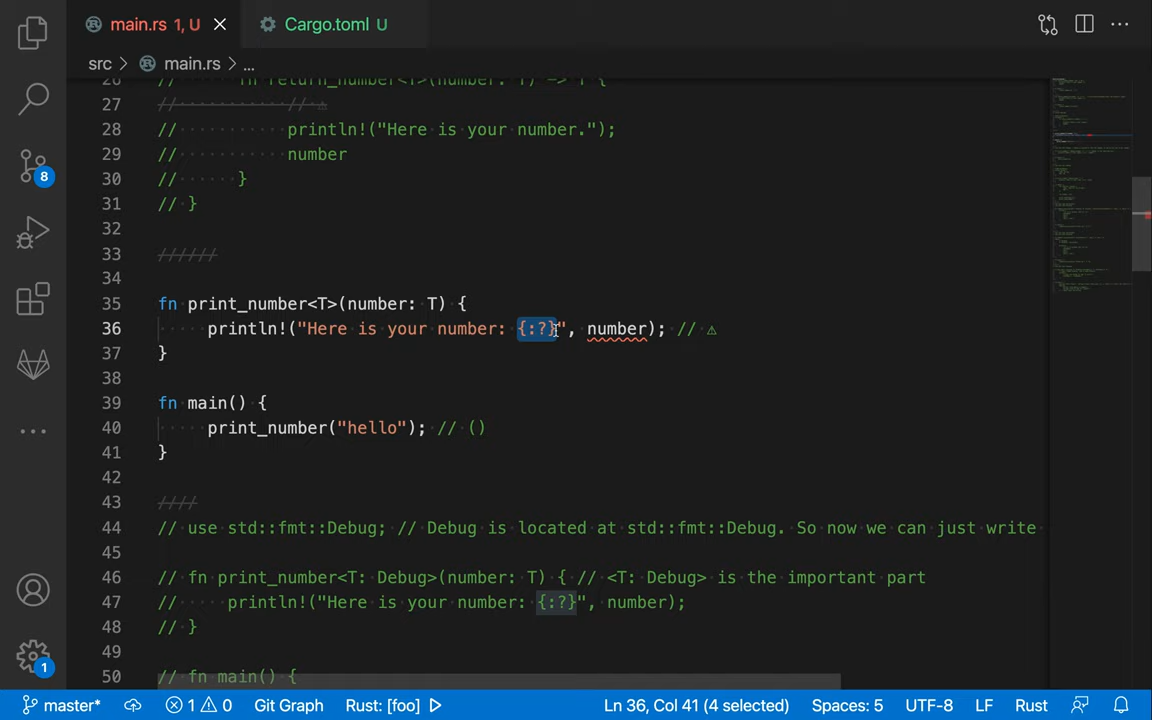 main.rs 1, U
Cargo.toml U
src > main.rs > ...
26 // fn return_number<T>(number: T) -> T {
27 // // ⚠
28 // println!("Here is your number.");
29 // number
30 // }
31 // }
32
33 //////
34
35 fn print_number<T>(number: T) {
36 println!("Here is your number: {:?}", number); // ⚠
37 }
38
39 fn main() {
40 print_number("hello"); // ()
41 }
42
43 ////
44 // use std::fmt::Debug; // Debug is located at std::fmt::Debug. So now we can just write
45
46 // fn print_number<T: Debug>(number: T) { // <T: Debug> is the important part
47 // println!("Here is your number: {:?}", number);
48 // }
49
50 // fn main() {
8
1
master* 1 0 Git Graph Rust: [foo] Ln 36, Col 41 (4 selected) Spaces: 5 UTF-8 LF Rust